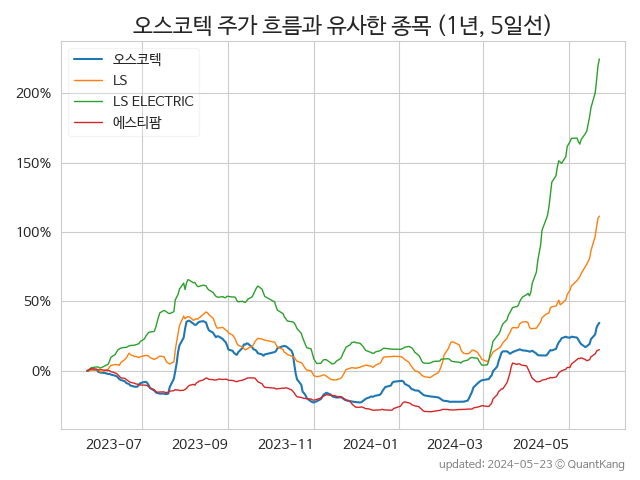 오스코텍 주가 흐름과 유사한 종목 (1년, 5일선)
오스코텍
LS
LS ELECTRIC
에스티팜
200%
150%
100%
50%
0%
2023-07 2023-09 2023-11 2024-01 2024-03 2024-05
updated: 2024-05-23 © QuantKang